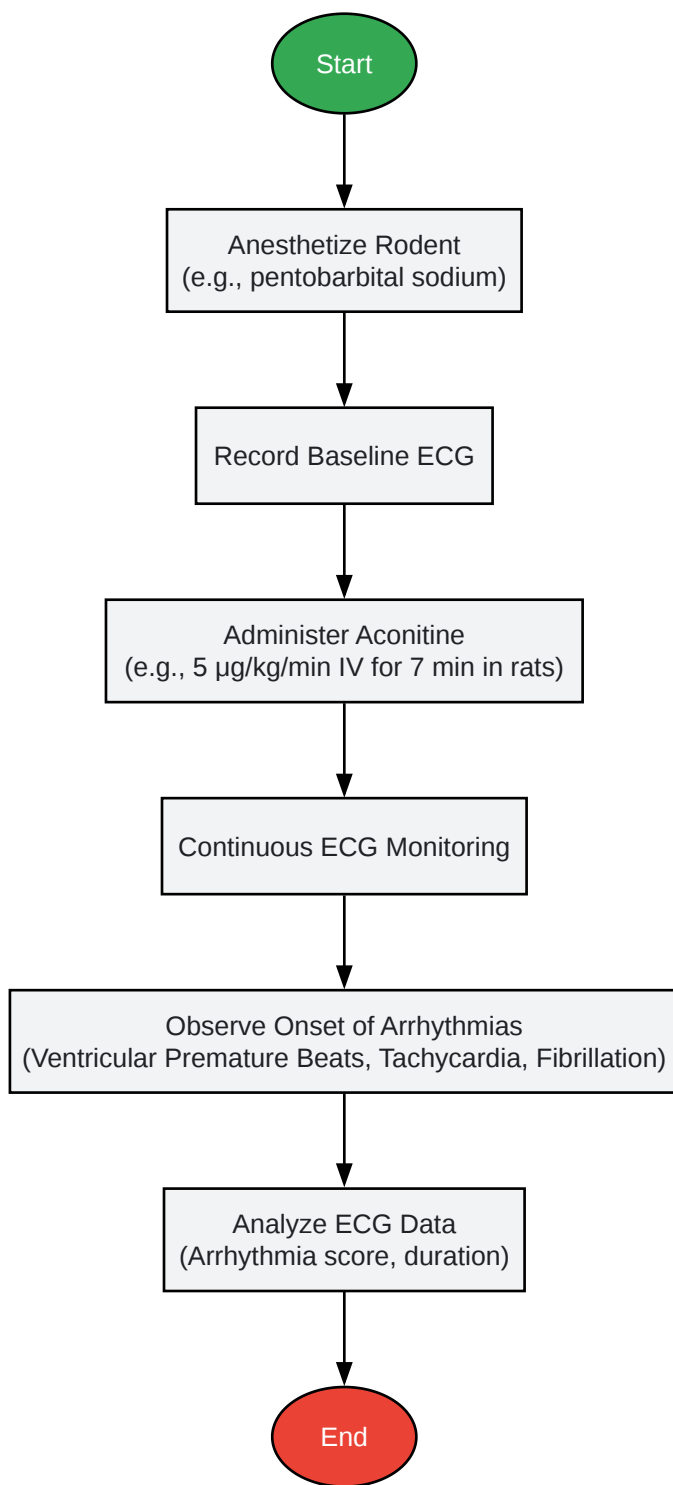 Start
Anesthetize Rodent
(e.g., pentobarbital sodium)
Record Baseline ECG
Administer Aconitine
(e.g., 5 μg/kg/min IV for 7 min in rats)
Continuous ECG Monitoring
Observe Onset of Arrhythmias
(Ventricular Premature Beats, Tachycardia, Fibrillation)
Analyze ECG Data
(Arrhythmia score, duration)
End